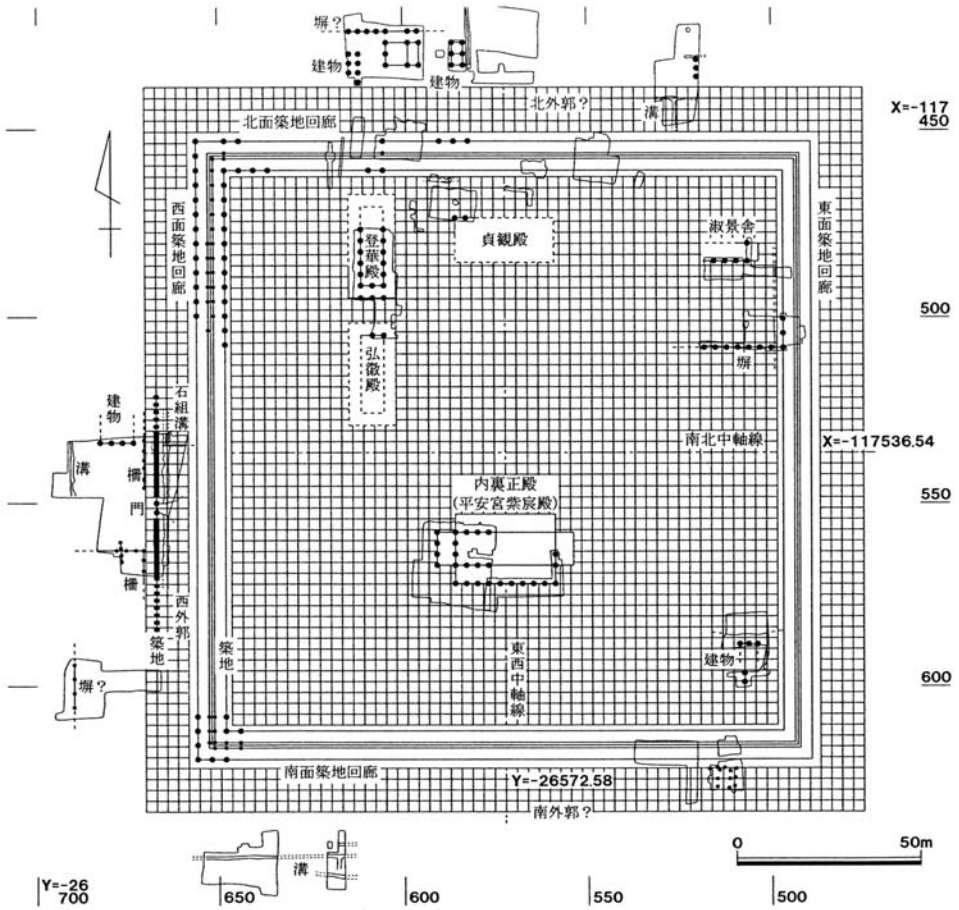 塀？
建物
建物
溝
北外郭？
X=-117
450
北面築地回廊
西面築地回廊
東面築地回廊
登華殿
貞観殿
淑景舎
500
弘徽殿
塀
建物
石組溝
溝
柵
門
柵
南北中軸線
X=-117536.54
内裏正殿
(平安宮紫宸殿)
550
西外郭
築地
築地
塀？
東西中軸線
建物
600
南面築地回廊
Y=-26572.58
南外郭？
溝
0
50m
Y=-26
700
650
600
550
500